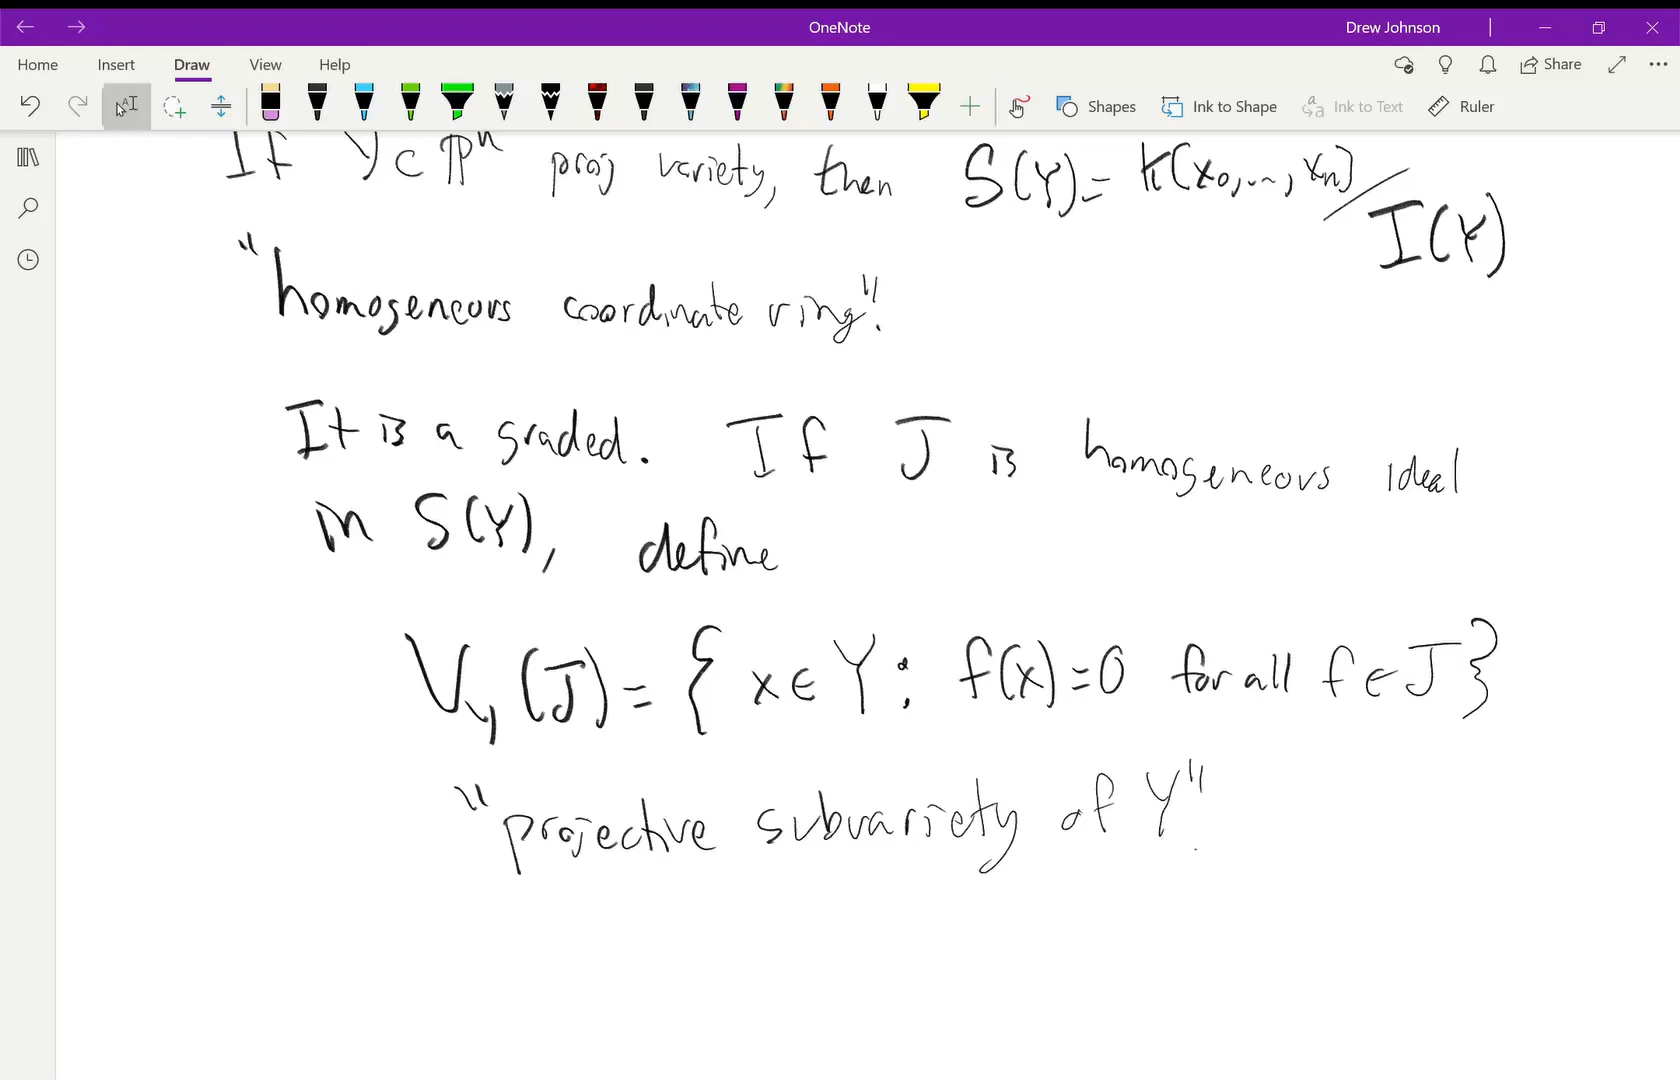 OneNote
Drew Johnson
Home Insert Draw View Help
Share
Shapes Ink to Shape Ink to Text Ruler
If Y ⊂ ℙⁿ proj variety, then S(Y) = K[x₀,..., xₙ] / I(Y)
"homogeneous coordinate ring".
It is a graded. If J is homogeneous ideal
in S(Y), define
V_Y(J) = { x ∈ Y : f(x) = 0 for all f ∈ J }
"projective subvariety of Y".